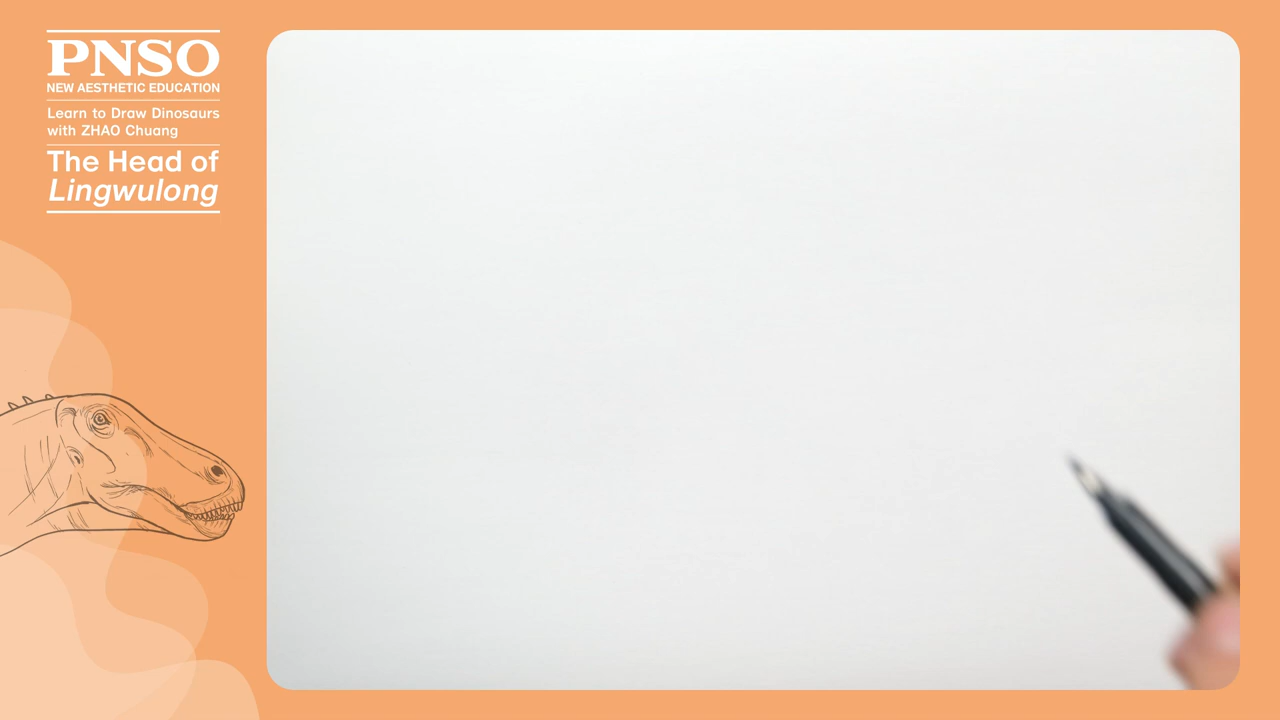 PNSO
NEW AESTHETIC EDUCATION
Learn to Draw Dinosaurs
with ZHAO Chuang
The Head of
Lingwulong